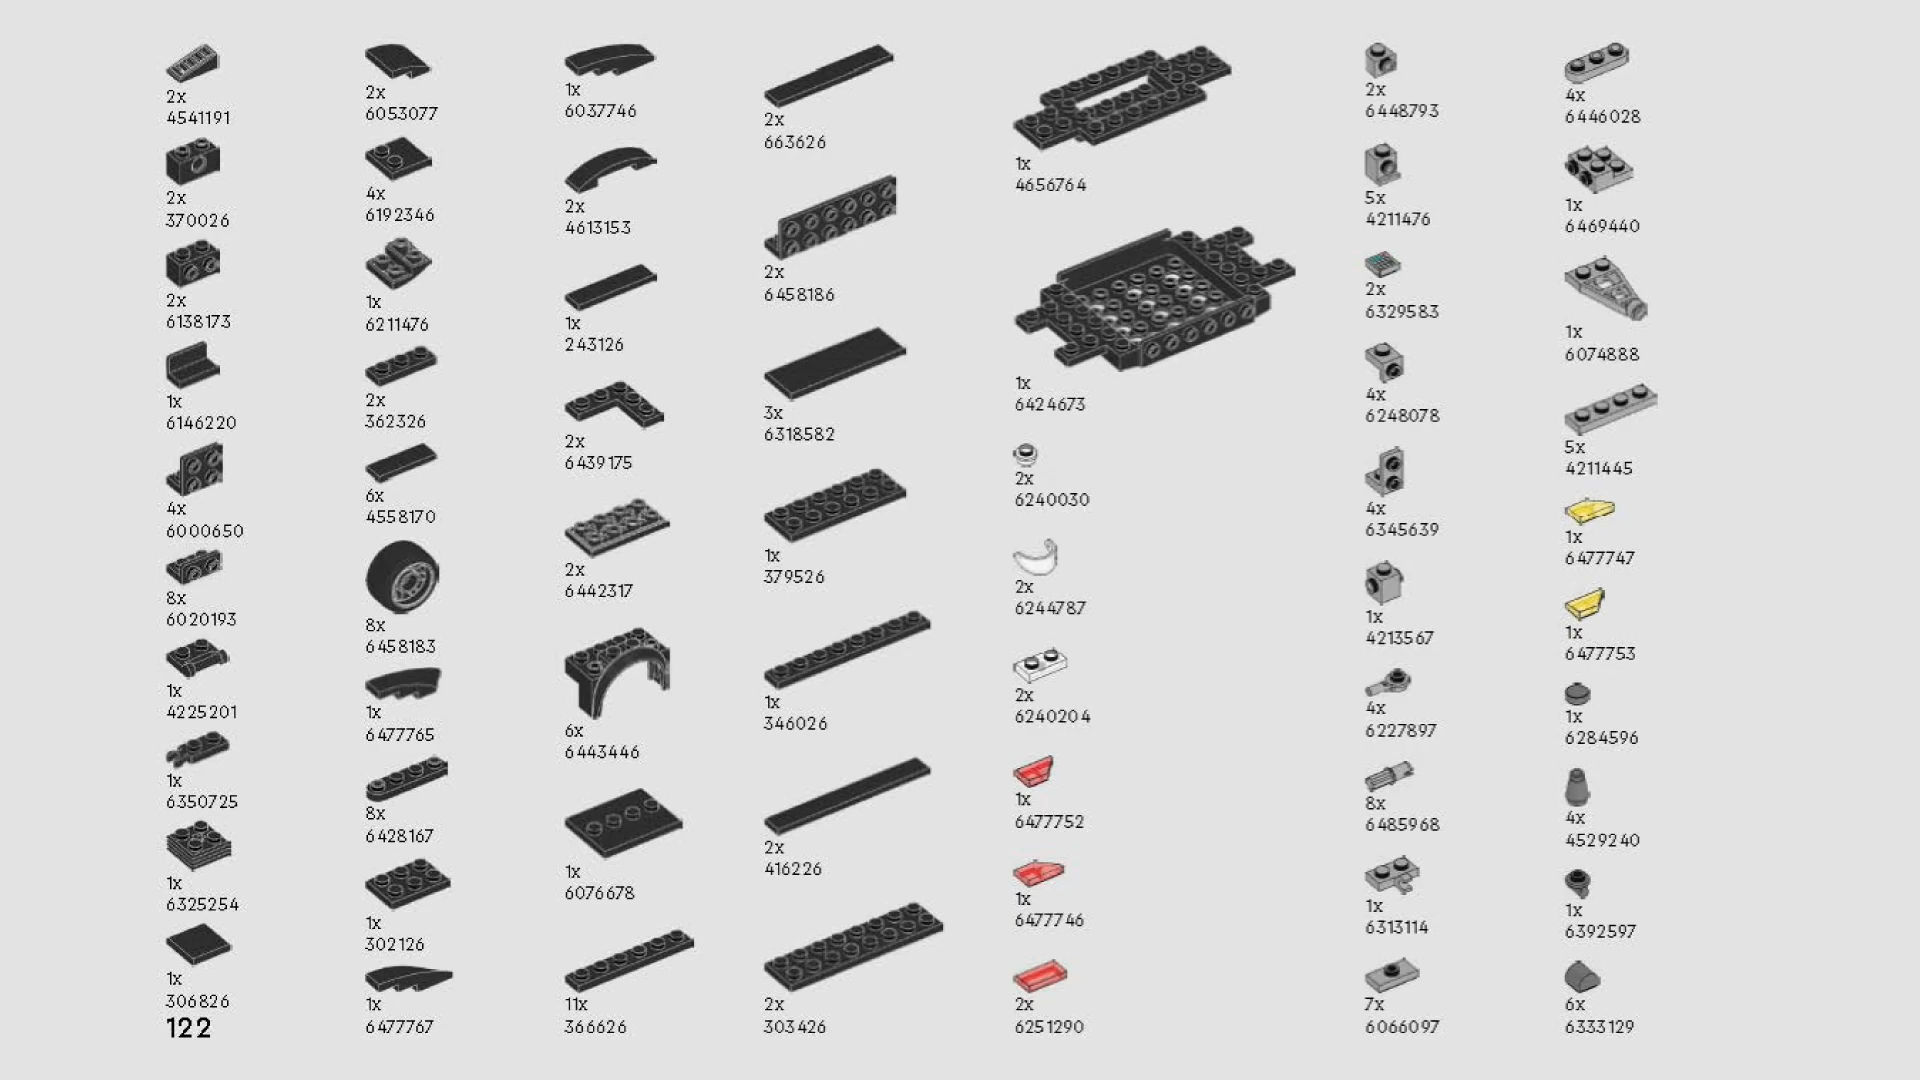 2x
4541191
2x
370026
2x
6138173
1x
6146220
4x
6000650
8x
6020193
1x
4225201
1x
6350725
1x
6325254
1x
306826
122
2x
6053077
4x
6192346
1x
6211476
2x
362326
6x
4558170
8x
6458183
1x
6477765
8x
6428167
1x
302126
1x
6477767
1x
6037746
2x
4613153
1x
243126
2x
6439175
2x
6442317
6x
6443446
1x
6076678
11x
366626
2x
663626
2x
6458186
3x
6318582
1x
379526
1x
346026
2x
416226
2x
303426
1x
4656764
1x
6424673
2x
6240030
2x
6244787
2x
6240204
1x
6477752
1x
6477746
2x
6251290
2x
6448793
5x
4211476
2x
6329583
4x
6248078
4x
6345639
1x
4213567
4x
6227897
8x
6485968
1x
6313114
7x
6066097
4x
6446028
1x
6469440
1x
6074888
5x
4211445
1x
6477747
1x
6477753
1x
6284596
4x
4529240
1x
6392597
6x
6333129